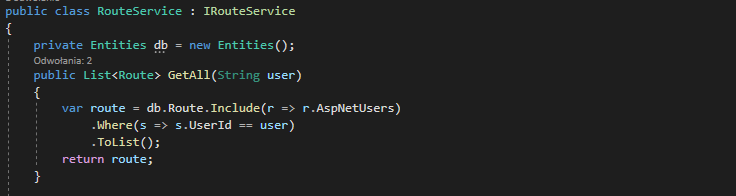 public class RouteService : IRouteService
{
private Entities db = new Entities();
Odwołania: 2
public List<Route> GetAll(String user)
{
var route = db.Route.Include(r => r.AspNetUsers)
.Where(s => s.UserId == user)
.ToList();
return route;
}